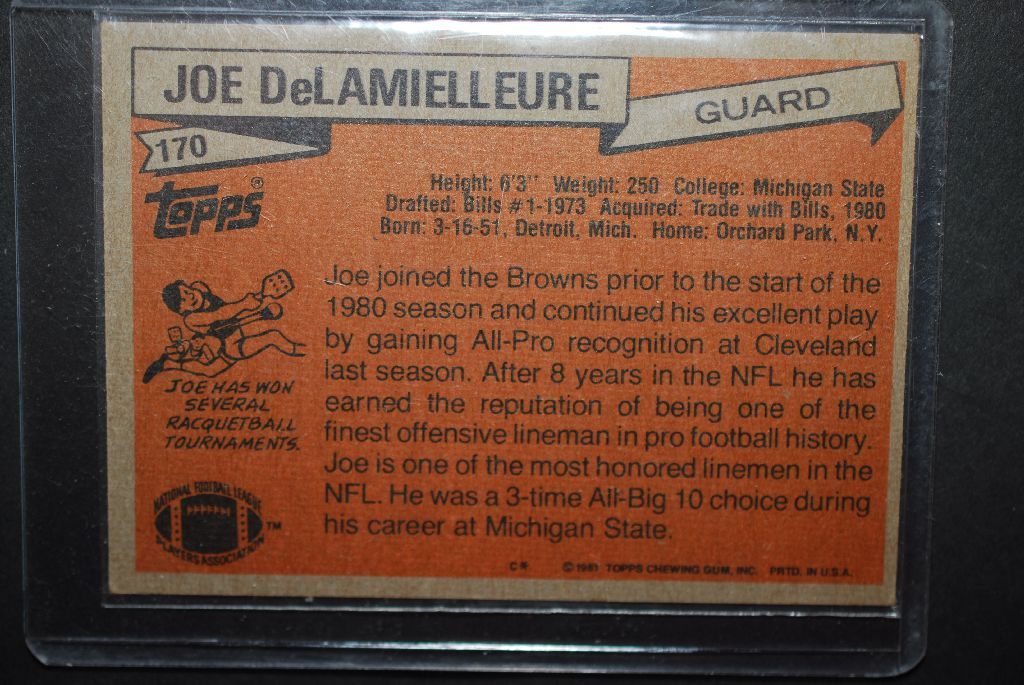 JOE DeLAMIELLEURE
GUARD
170
Topps®
Height: 6'3" Weight: 250 College: Michigan State
Drafted: Bills #1-1973 Acquired: Trade with Bills, 1980
Born: 3-16-51, Detroit, Mich. Home: Orchard Park, N.Y.
Joe joined the Browns prior to the start of the
1980 season and continued his excellent play
by gaining All-Pro recognition at Cleveland
last season. After 8 years in the NFL he has
earned the reputation of being one of the
finest offensive lineman in pro football history.
Joe is one of the most honored linemen in the
NFL. He was a 3-time All-Big 10 choice during
his career at Michigan State.
JOE HAS WON
SEVERAL
RACQUETBALL
TOURNAMENTS.
NATIONAL FOOTBALL LEAGUE
PLAYERS ASSOCIATION
™
C* © 1981 TOPPS CHEWING GUM, INC. PRTD. IN U.S.A.